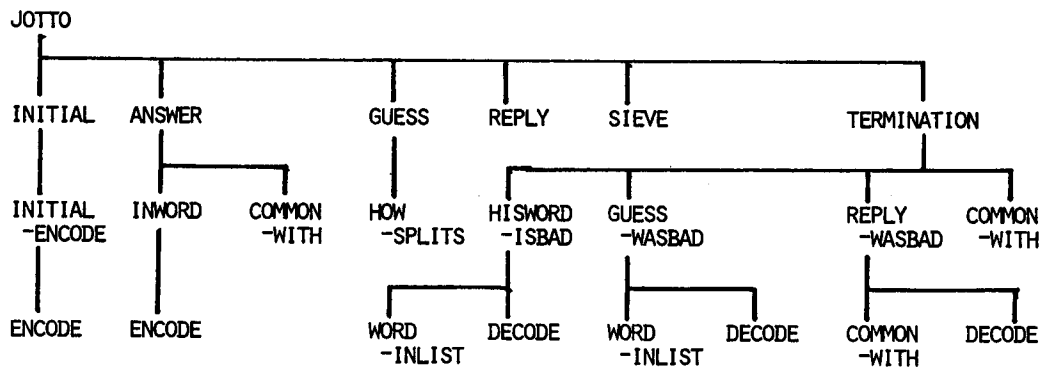 JOTTO
INITIAL ANSWER GUESS REPLY SIEVE TERMINATION
INITIAL INWORD COMMON HOW HISWORD GUESS REPLY COMMON
-ENCODE -WITH -SPLITS -ISBAD -WASBAD -WASBAD -WITH
ENCODE ENCODE WORD DECODE WORD DECODE COMMON DECODE
-INLIST -INLIST -WITH